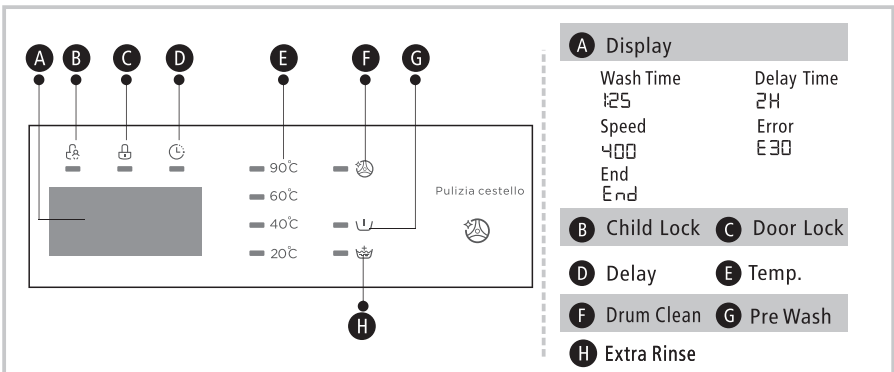 A B C D E F G
90℃
60℃
Pulizia cestello
40℃
20℃
H
A Display
Wash Time Delay Time
1:25 2H
Speed Error
400 E30
End
End
B Child Lock C Door Lock
D Delay E Temp.
F Drum Clean G Pre Wash
H Extra Rinse